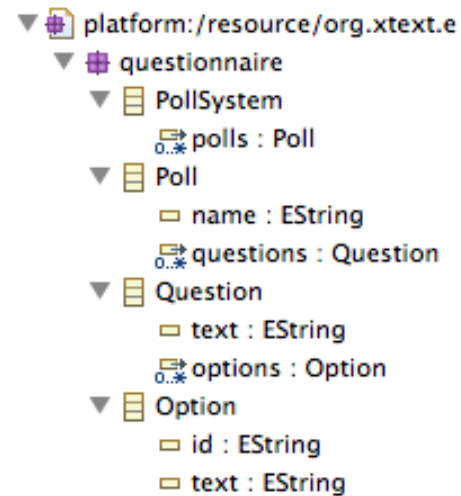 platform:/resource/org.xtext.e
questionnaire
PollSystem
0..* polls : Poll
Poll
name : EString
0..* questions : Question
Question
text : EString
0..* options : Option
Option
id : EString
text : EString